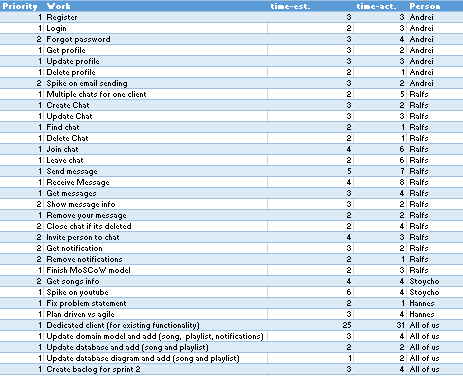 Priority Work time-est. time-act. Person
1 Register 3 3 Andrei
1 Login 2 3 Andrei
2 Forgot password 3 4 Andrei
1 Get profile 3 2 Andrei
1 Update profile 3 3 Andrei
1 Delete profile 2 1 Andrei
2 Spike on email sending 3 2 Andrei
1 Multiple chats for one client 2 5 Ralfs
1 Create Chat 3 2 Ralfs
1 Update Chat 3 3 Ralfs
1 Find chat 2 1 Ralfs
1 Delete Chat 2 1 Ralfs
1 Join chat 4 6 Ralfs
1 Leave chat 2 6 Ralfs
1 Send message 5 7 Ralfs
1 Receive Message 4 8 Ralfs
1 Get messages 3 4 Ralfs
2 Show message info 3 2 Ralfs
1 Remove your message 2 2 Ralfs
2 Close chat if its deleted 2 4 Ralfs
2 Invite person to chat 4 3 Ralfs
2 Get notification 3 2 Ralfs
2 Remove notifications 2 1 Ralfs
1 Finish MoSCoW model 2 3 Ralfs
2 Get songs info 4 4 Stoycho
1 Spike on youtube 6 4 Stoycho
1 Fix problem statement 2 1 Hannes
1 Plan driven vs agile 3 4 Hannes
1 Dedicated client (for existing functionality) 25 31 All of us
1 Update domain model and add (song, playlist, notifications) 3 4 All of us
1 Update database and add (song and playlist) 2 2 All of us
1 Update database diagram and add (song and playlist) 1 2 All of us
1 Create backlog for sprint 2 3 4 All of us